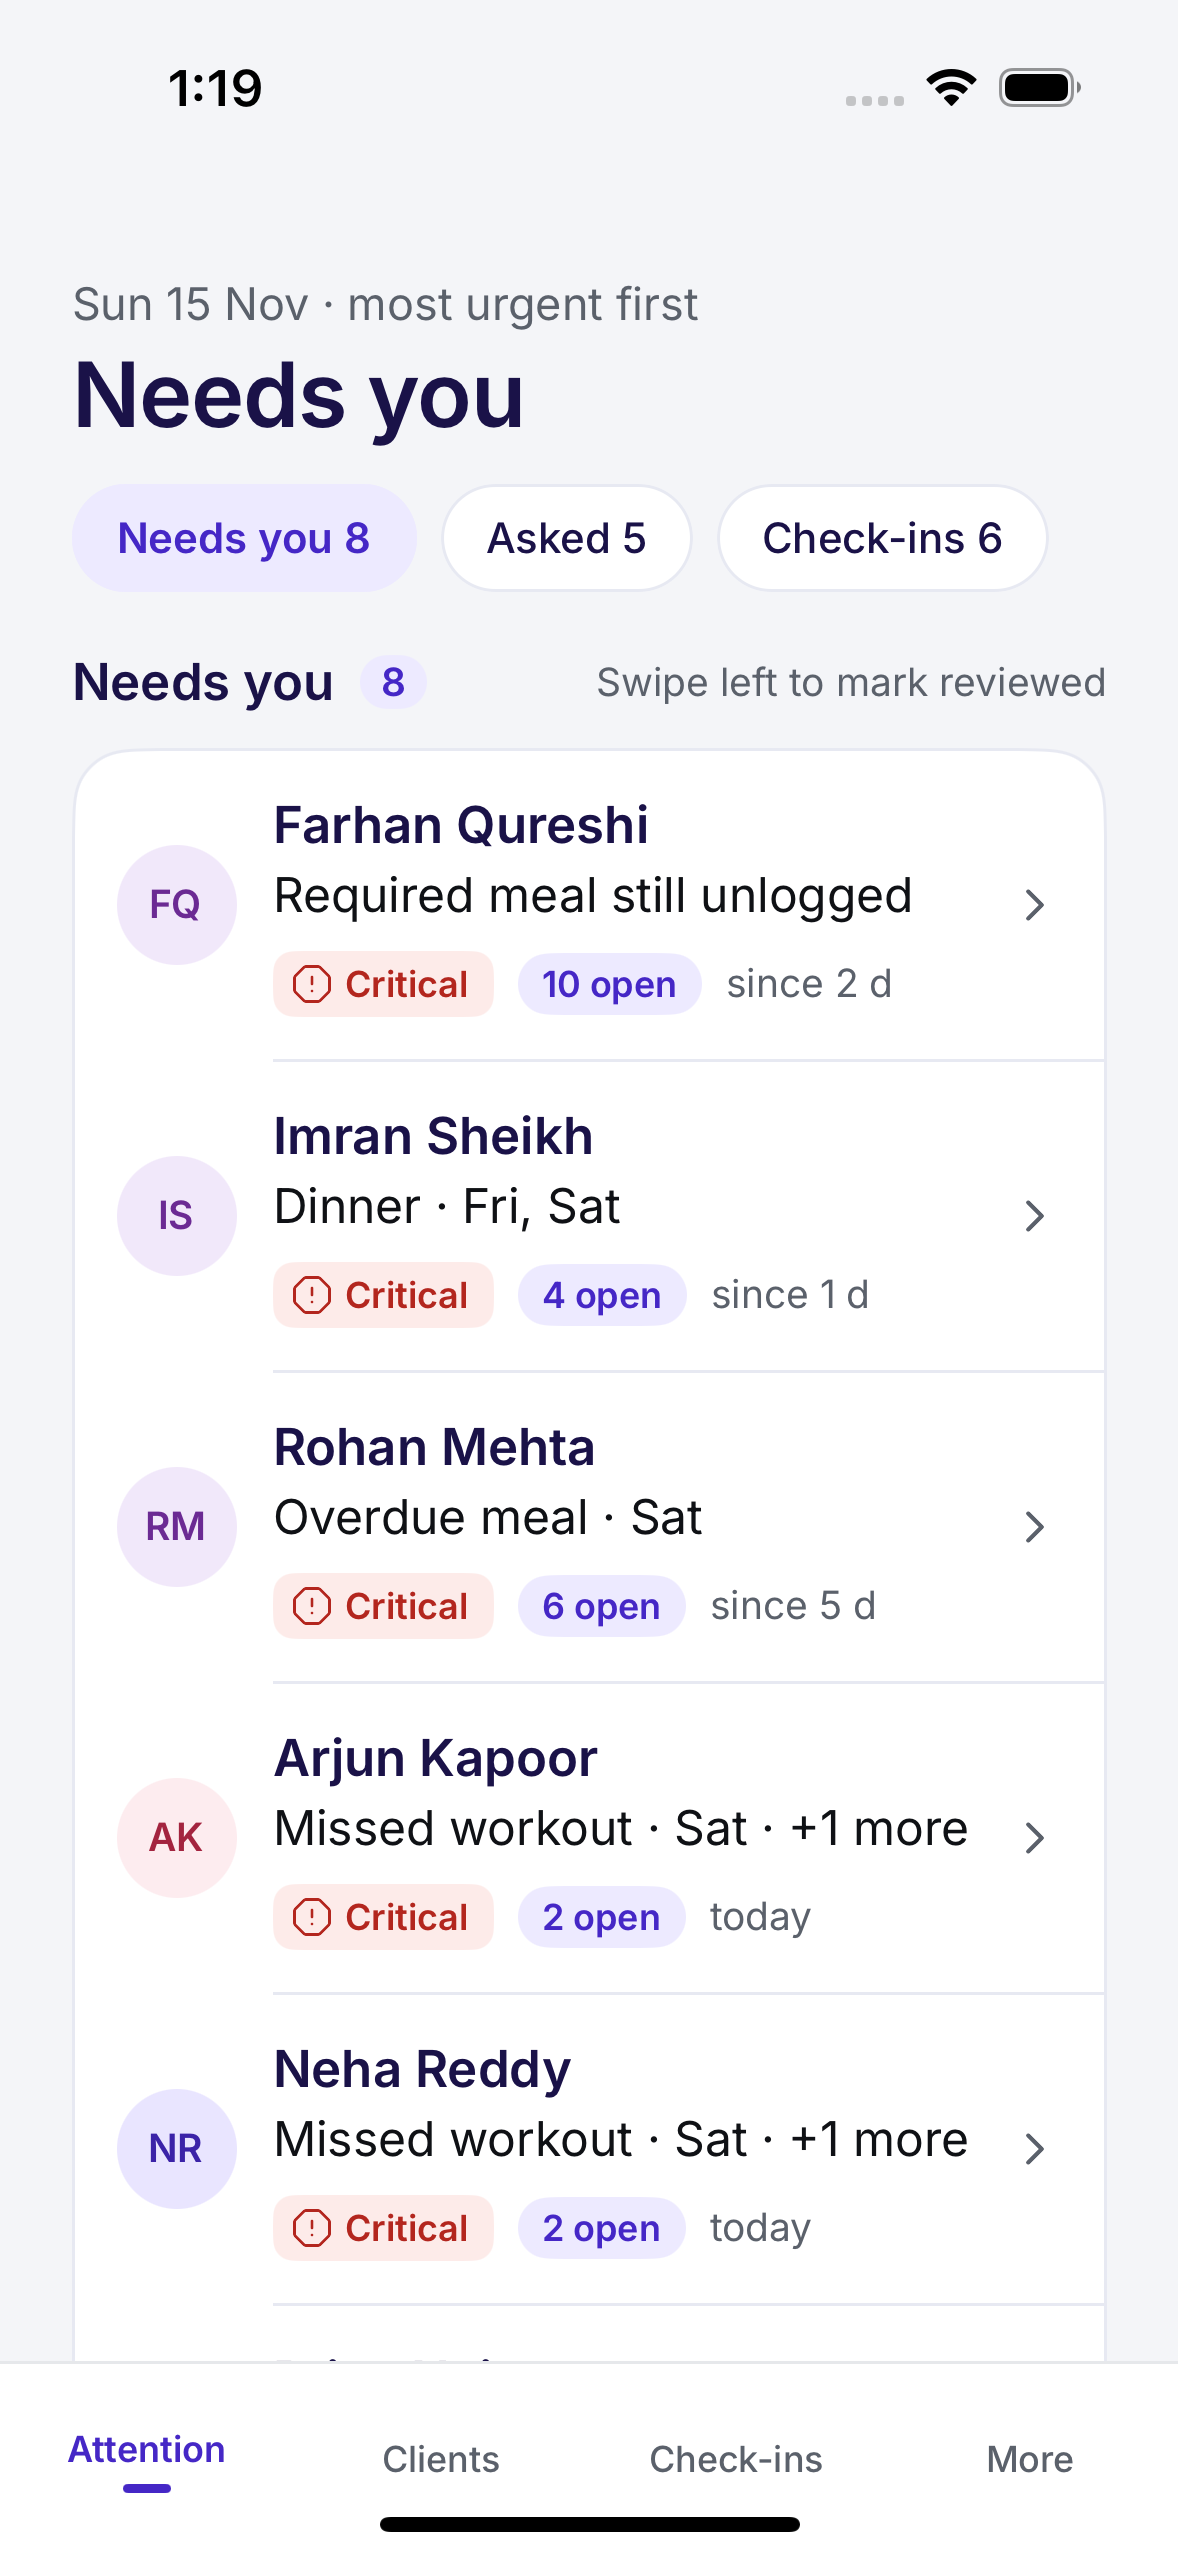 1:19
Sun 15 Nov · most urgent first
Needs you
Needs you 8
Asked 5
Check-ins 6
Needs you 8
Swipe left to mark reviewed
FQ
Farhan Qureshi
Required meal still unlogged
Critical
10 open
since 2 d
IS
Imran Sheikh
Dinner · Fri, Sat
Critical
4 open
since 1 d
RM
Rohan Mehta
Overdue meal · Sat
Critical
6 open
since 5 d
AK
Arjun Kapoor
Missed workout · Sat · +1 more
Critical
2 open
today
NR
Neha Reddy
Missed workout · Sat · +1 more
Critical
2 open
today
Attention
Clients
Check-ins
More